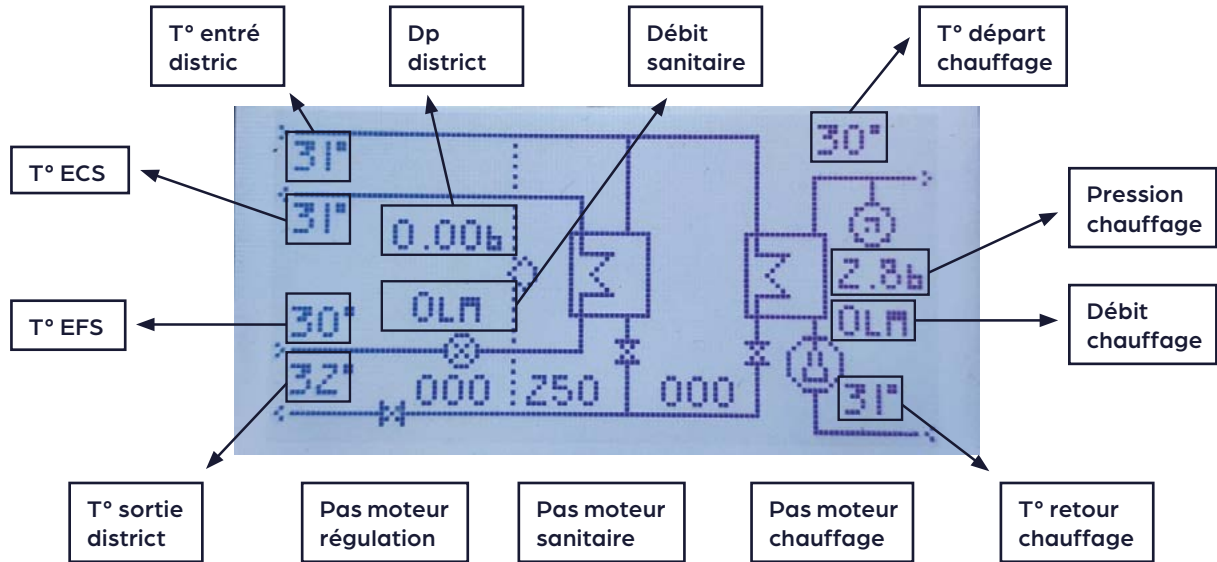 T° entré
distric
Dp
district
Débit
sanitaire
T° départ
chauffage
31°
30°
T° ECS
31°
0.00b
Pression
chauffage
2.8b
T° EFS
30°
0LM
0LM
Débit
chauffage
32°
000
250
000
31°
T° sortie
district
Pas moteur
régulation
Pas moteur
sanitaire
Pas moteur
chauffage
T° retour
chauffage